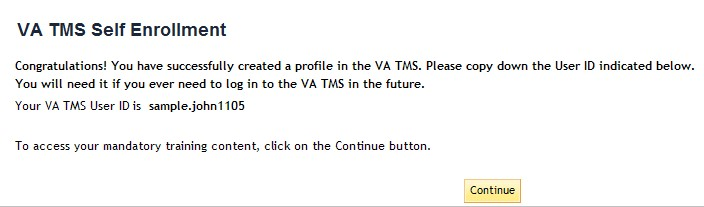 VA TMS Self Enrollment
Congratulations! You have successfully created a profile in the VA TMS. Please copy down the User ID indicated below.
You will need it if you ever need to log in to the VA TMS in the future.
Your VA TMS User ID is sample.john1105
To access your mandatory training content, click on the Continue button.
Continue